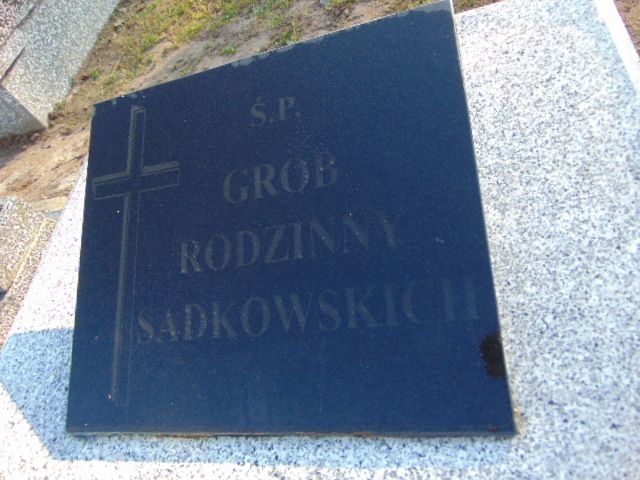 Ś.P.
GRÓB
RODZINNY
SADKOWSKICH